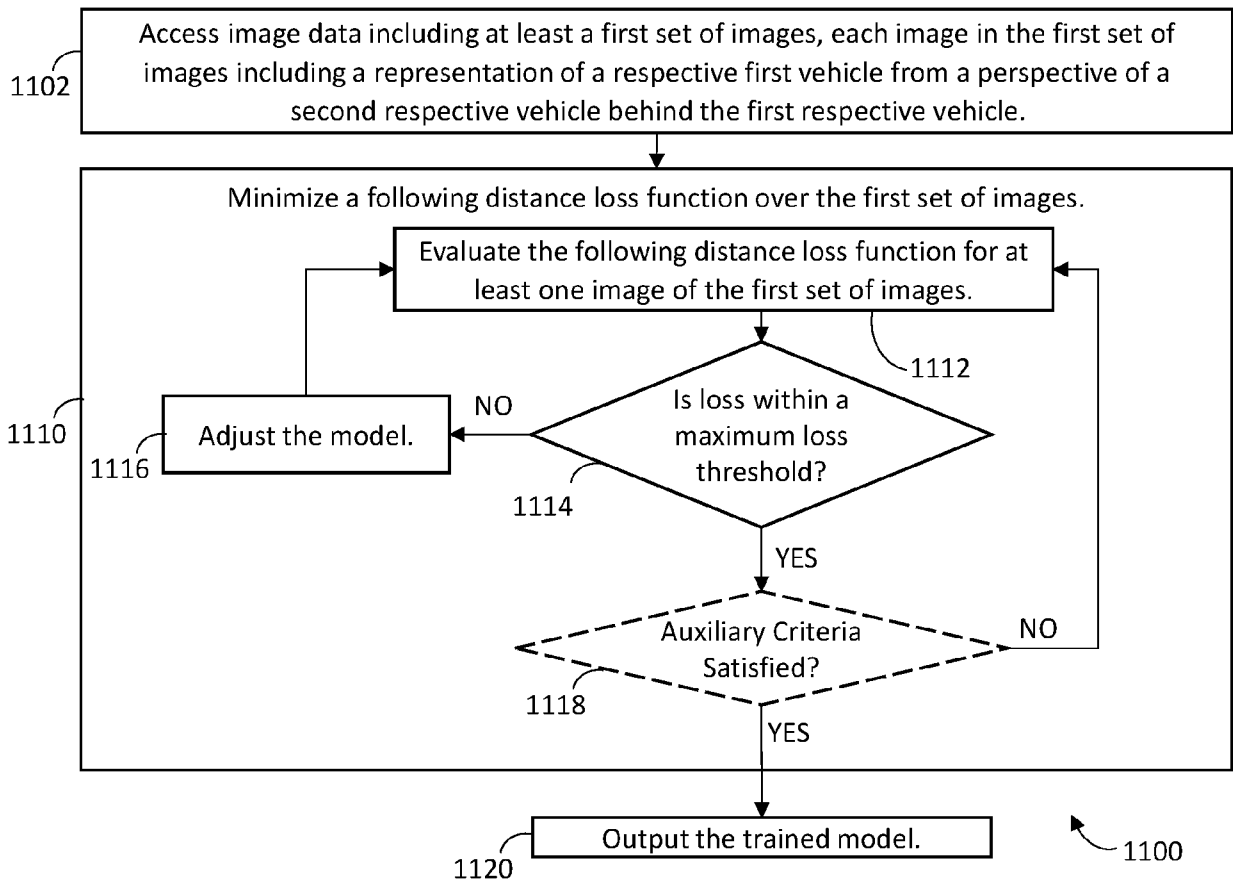 Access image data including at least a first set of images, each image in the first set of
images including a representation of a respective first vehicle from a perspective of a
second respective vehicle behind the first respective vehicle.
1102
Minimize a following distance loss function over the first set of images.
Evaluate the following distance loss function for at
least one image of the first set of images.
1112
Is loss within a
maximum loss
threshold?
1114
NO
Adjust the model.
1116
1110
YES
Auxiliary Criteria
Satisfied?
1118
NO
YES
Output the trained model.
1120
1100